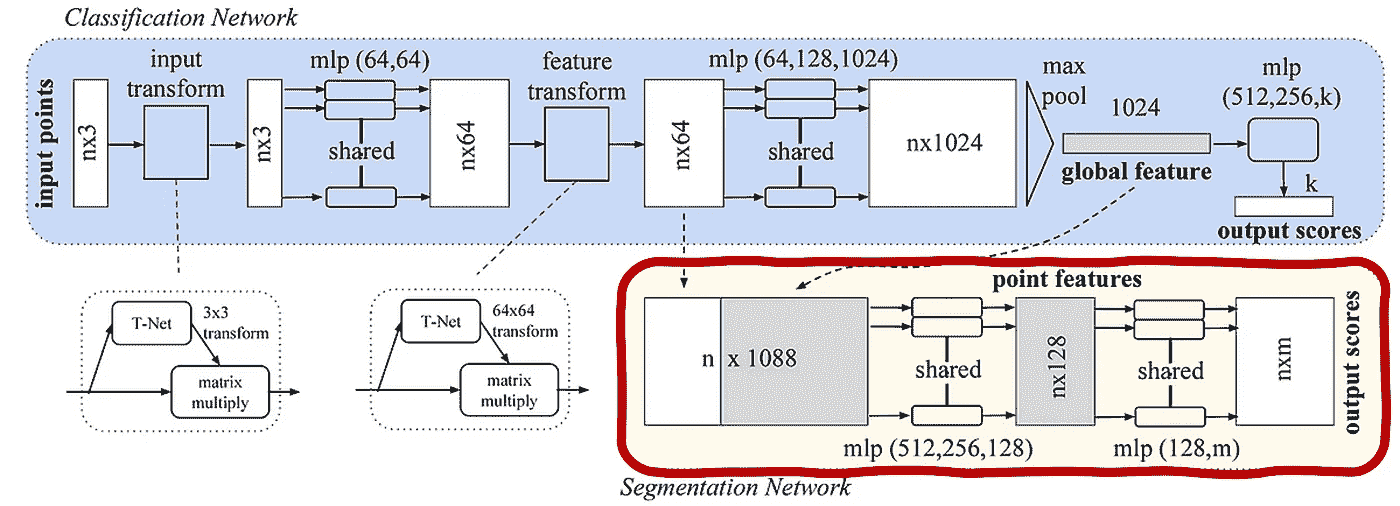 Classification Network
input points
nx3
input
transform
nx3
mlp (64,64)
shared
nx64
feature
transform
nx64
mlp (64,128,1024)
shared
nx1024
max
pool
1024
global feature
mlp
(512,256,k)
k
output scores
T-Net
3x3
transform
matrix
multiply
T-Net
64x64
transform
matrix
multiply
point features
n x 1088
shared
mlp (512,256,128)
nx128
shared
mlp (128,m)
nxm
output scores
Segmentation Network